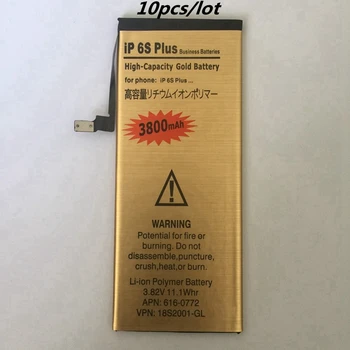 10pcs/lot
iP 6S Plus
Business Batteries
High-Capacity Gold Battery
for phone: iP 6S Plus ...
高容量リチウムイオンポリマー
3800mAh
Potential for fire or
burning. Do not
disassemble,puncture,
crush,heat,or burn
Li-ion Polymer Battery
3.82V 11.1Whr
APN: 616-0772
VPN: 18S2001-GL